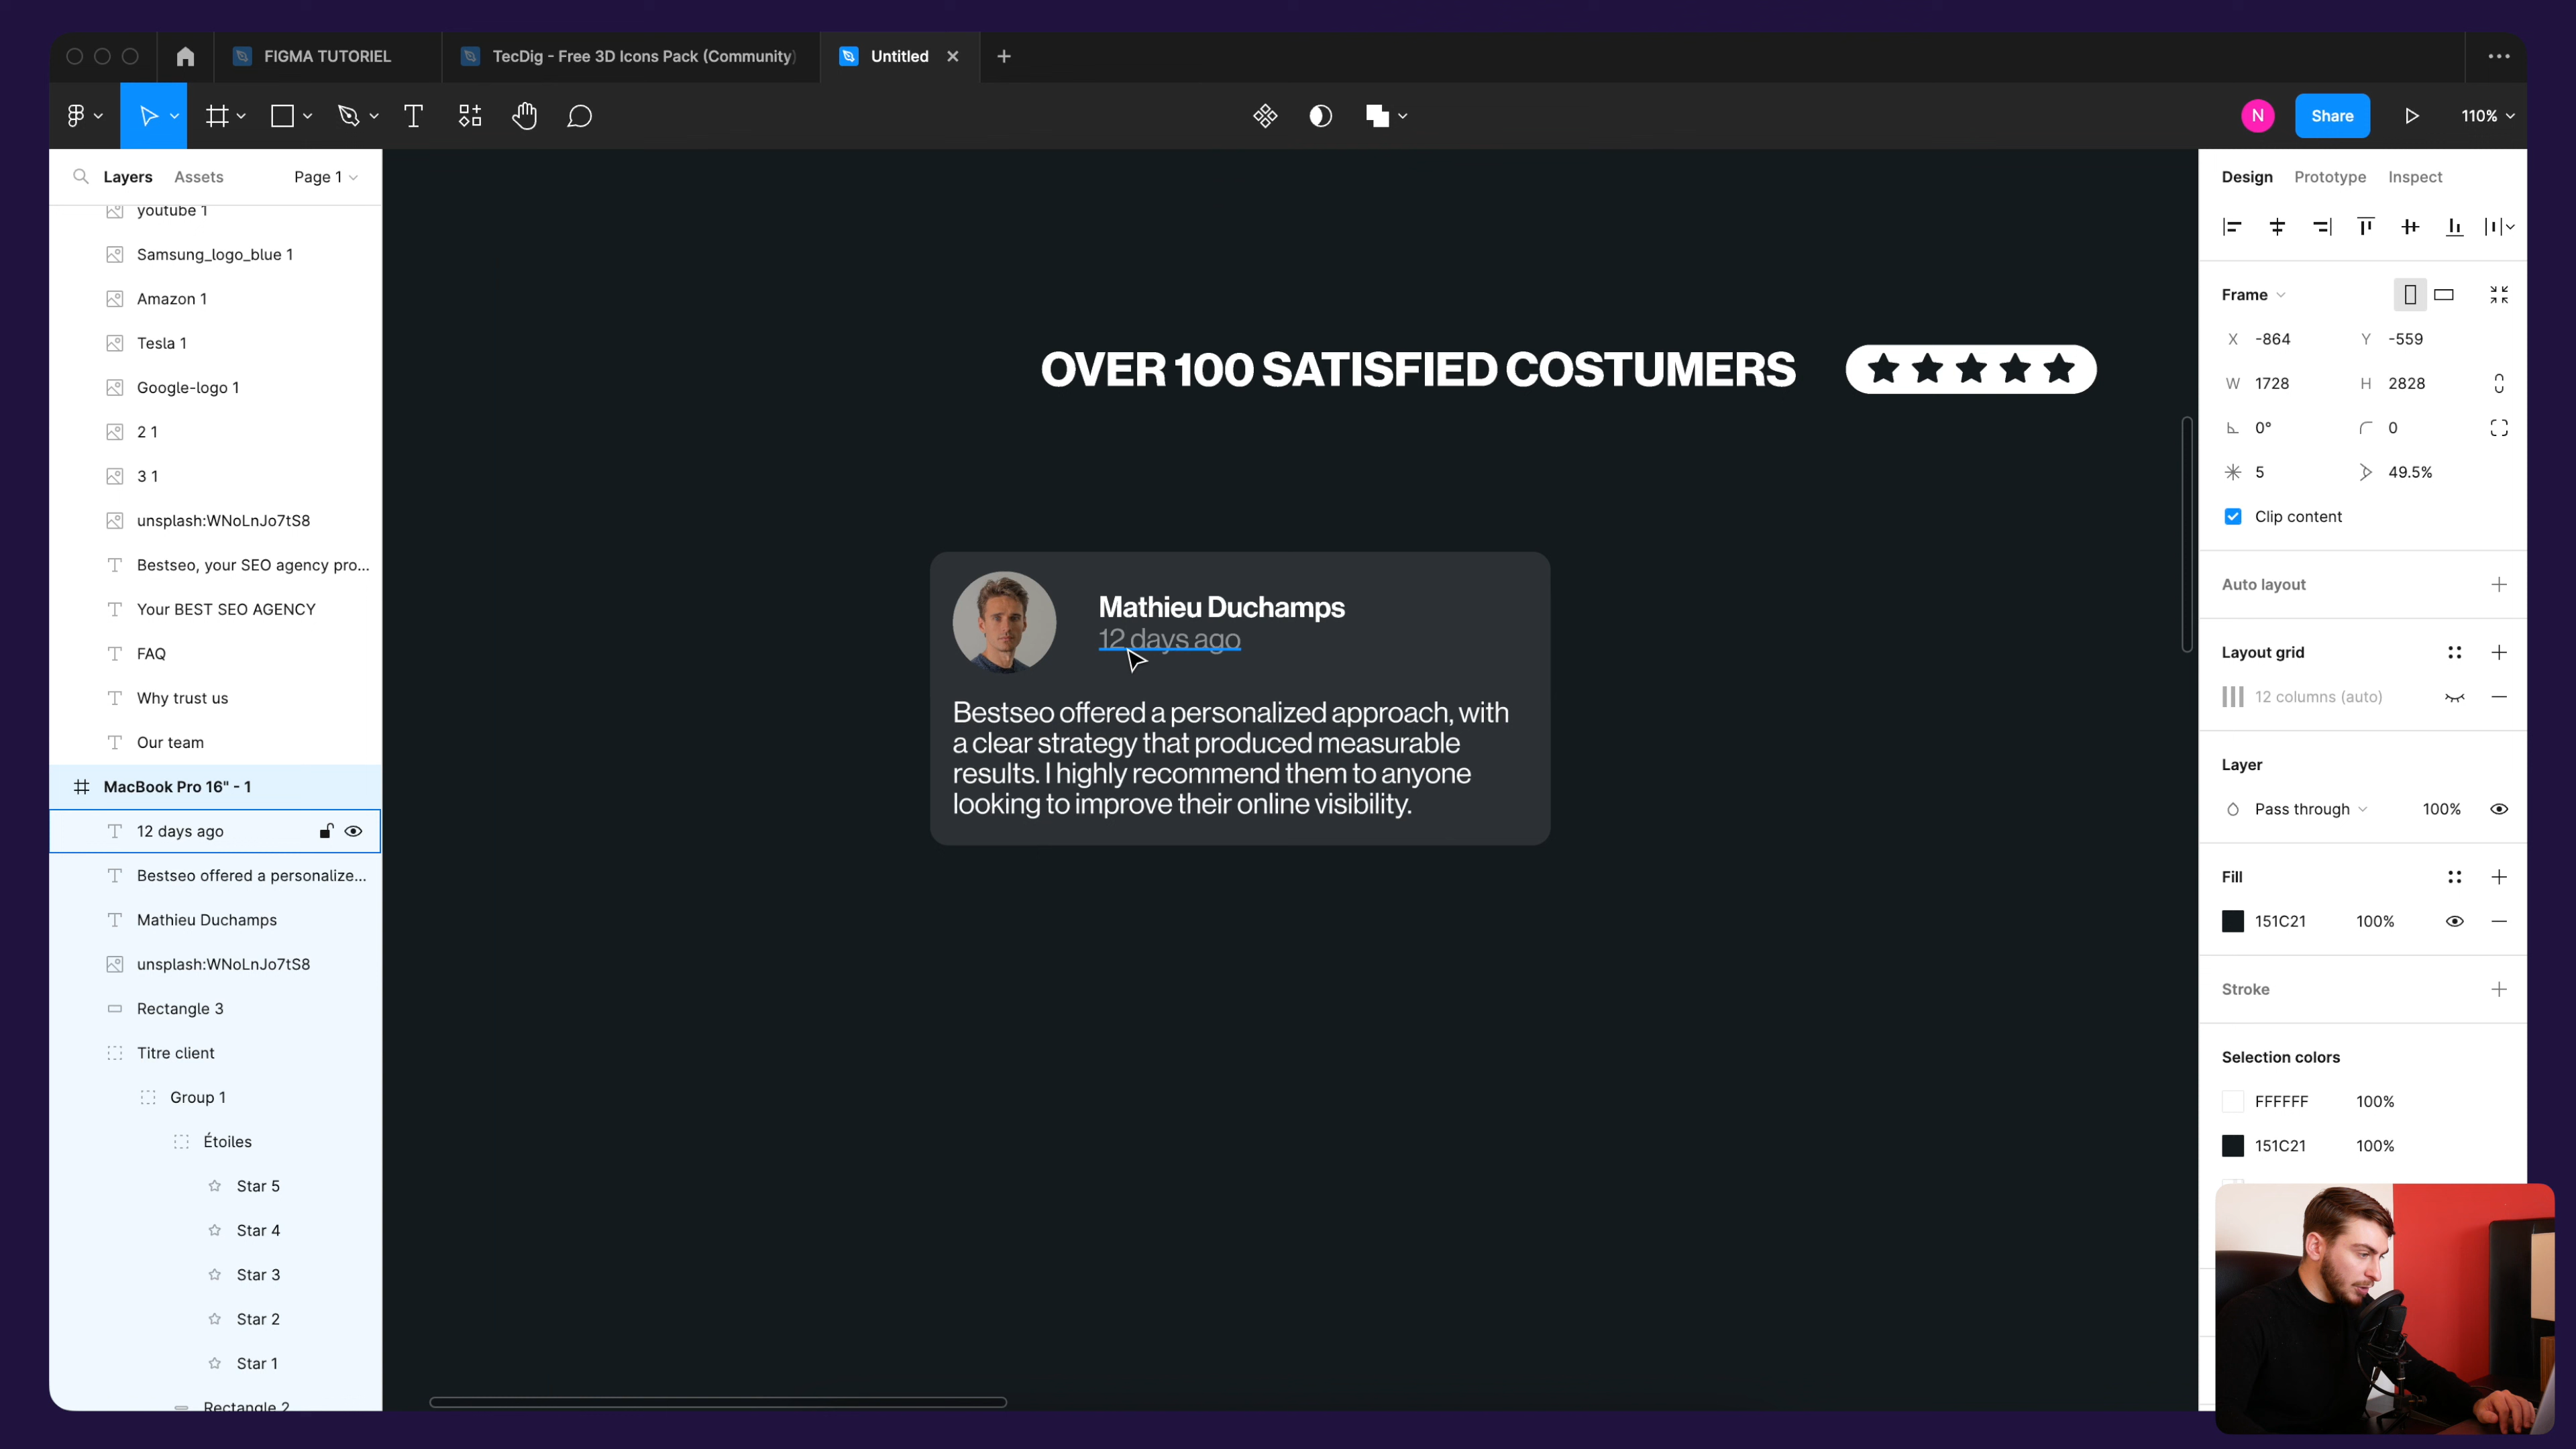 FIGMA TUTORIEL
TecDig - Free 3D Icons Pack (Community)
Untitled
N
Share
110%
Layers
Assets
Page 1
youtube 1
Samsung_logo_blue 1
Amazon 1
Tesla 1
Google-logo 1
2 1
3 1
unsplash:WNoLnJo7tS8
Bestseo, your SEO agency pro...
Your BEST SEO AGENCY
FAQ
Why trust us
Our team
MacBook Pro 16" - 1
12 days ago
Bestseo offered a personalize...
Mathieu Duchamps
unsplash:WNoLnJo7tS8
Rectangle 3
Titre client
Group 1
Étoiles
Star 5
Star 4
Star 3
Star 2
Star 1
Rectangle 2
OVER 100 SATISFIED COSTUMERS
Mathieu Duchamps
12 days ago
Bestseo offered a personalized approach, with
a clear strategy that produced measurable
results. I highly recommend them to anyone
looking to improve their online visibility.
Design
Prototype
Inspect
Frame
X -864
Y -559
W 1728
H 2828
0°
0
5
49.5%
Clip content
Auto layout
Layout grid
12 columns (auto)
Layer
Pass through
100%
Fill
151C21
100%
Stroke
Selection colors
FFFFFF
100%
151C21
100%